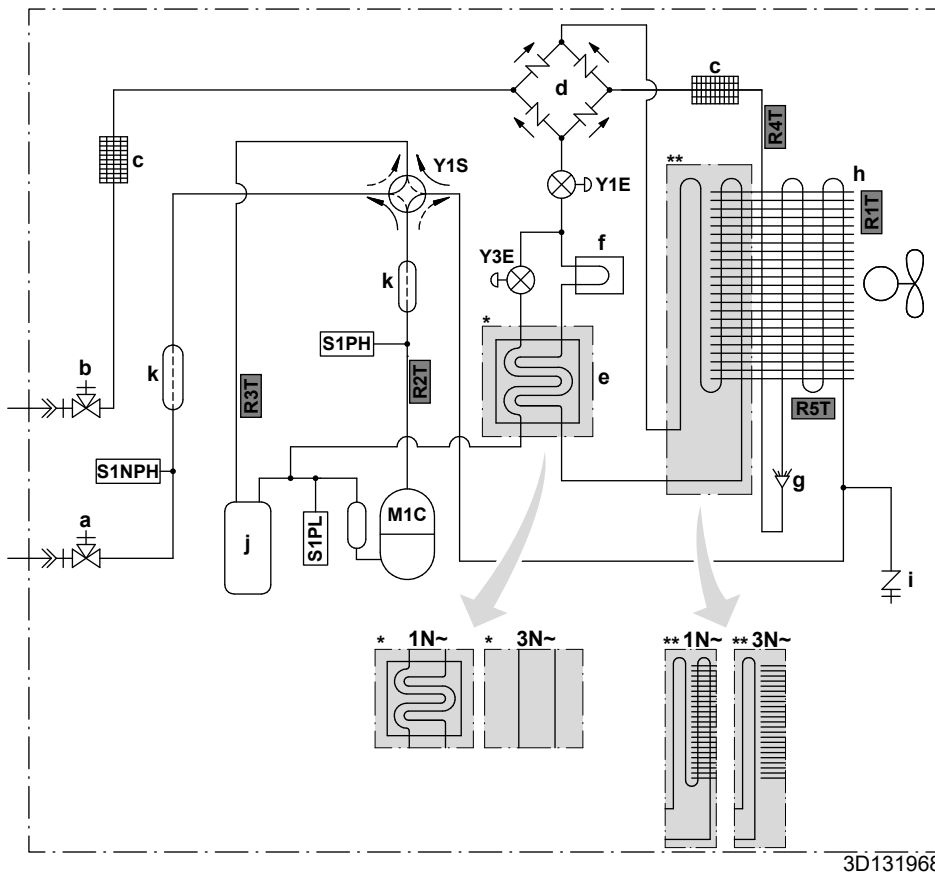 c
d
c
R4T
c
Y1S
**
h
R1T
Y1E
f
Y3E
k
*
S1PH
e
b
k
R3T
R2T
R5T
S1NPH
g
a
M1C
j
S1PL
i
* 1N~ * 3N~
** 1N~ ** 3N~
3D131968